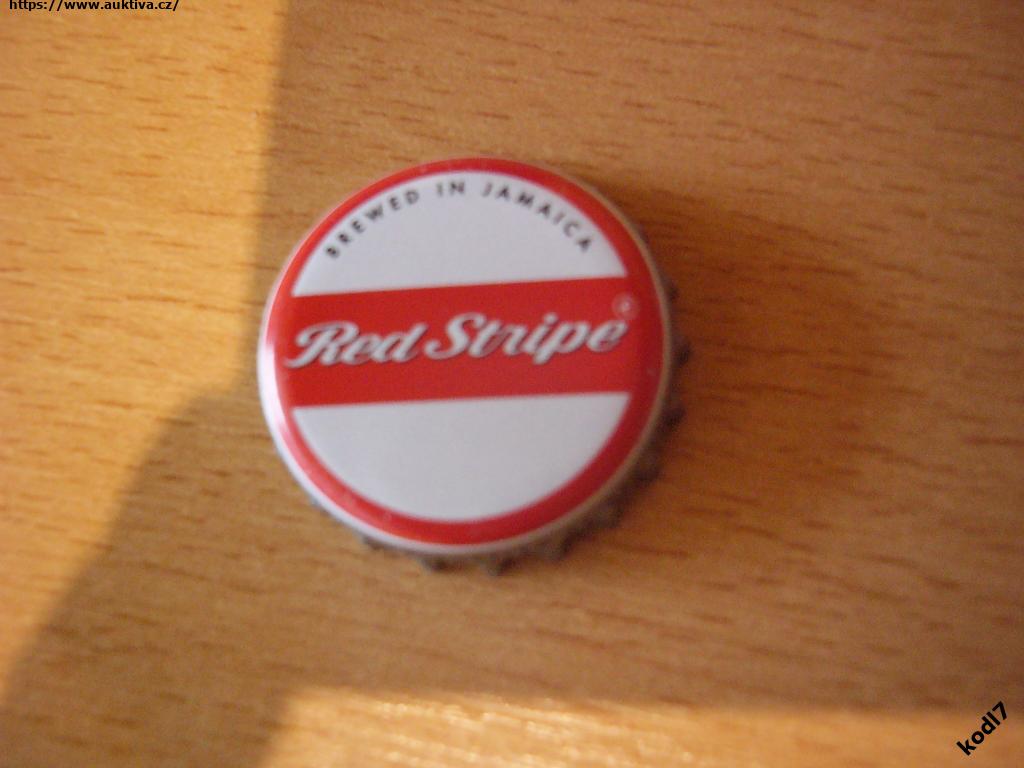 https://www.auktiva.cz/
BREWED IN JAMAICA
Red Stripe®
kodl7